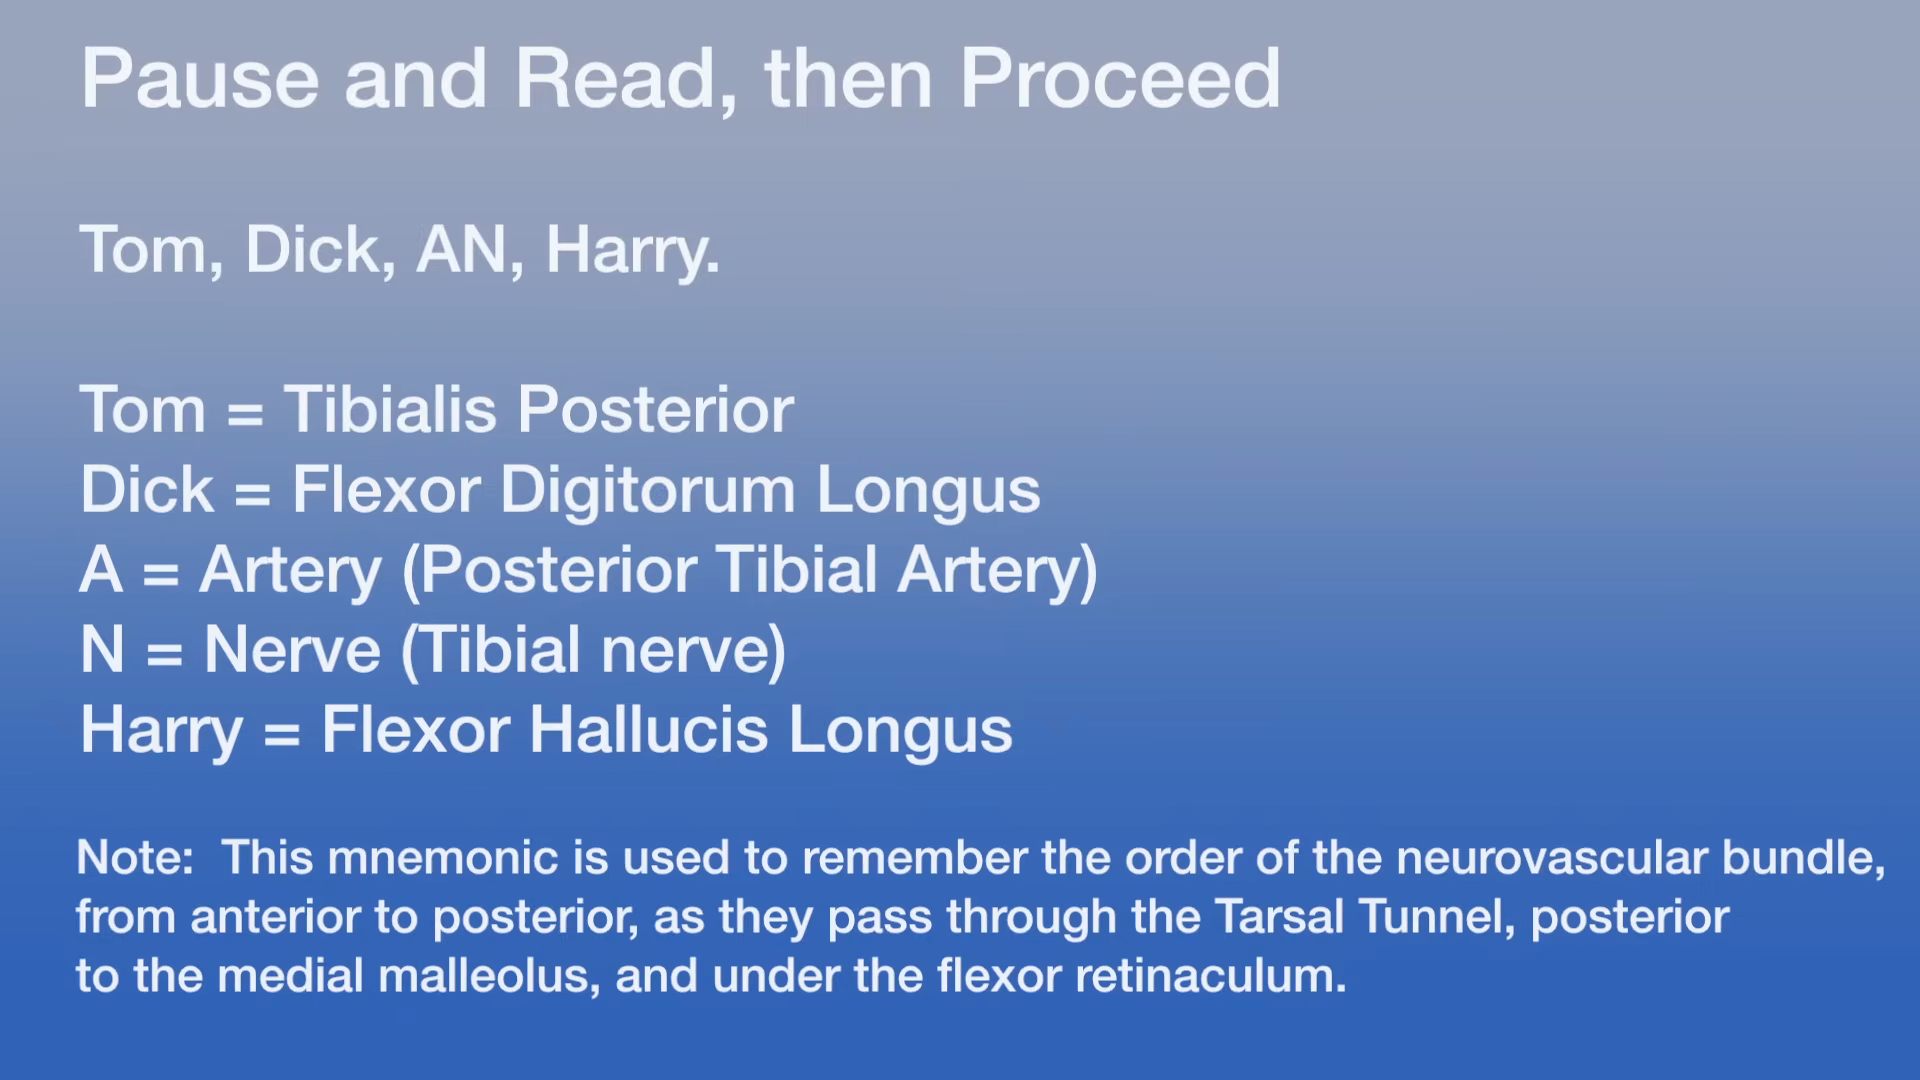 Pause and Read, then Proceed
Tom, Dick, AN, Harry.
Tom = Tibialis Posterior
Dick = Flexor Digitorum Longus
A = Artery (Posterior Tibial Artery)
N = Nerve (Tibial nerve)
Harry = Flexor Hallucis Longus
Note:  This mnemonic is used to remember the order of the neurovascular bundle,
from anterior to posterior, as they pass through the Tarsal Tunnel, posterior
to the medial malleolus, and under the flexor retinaculum.